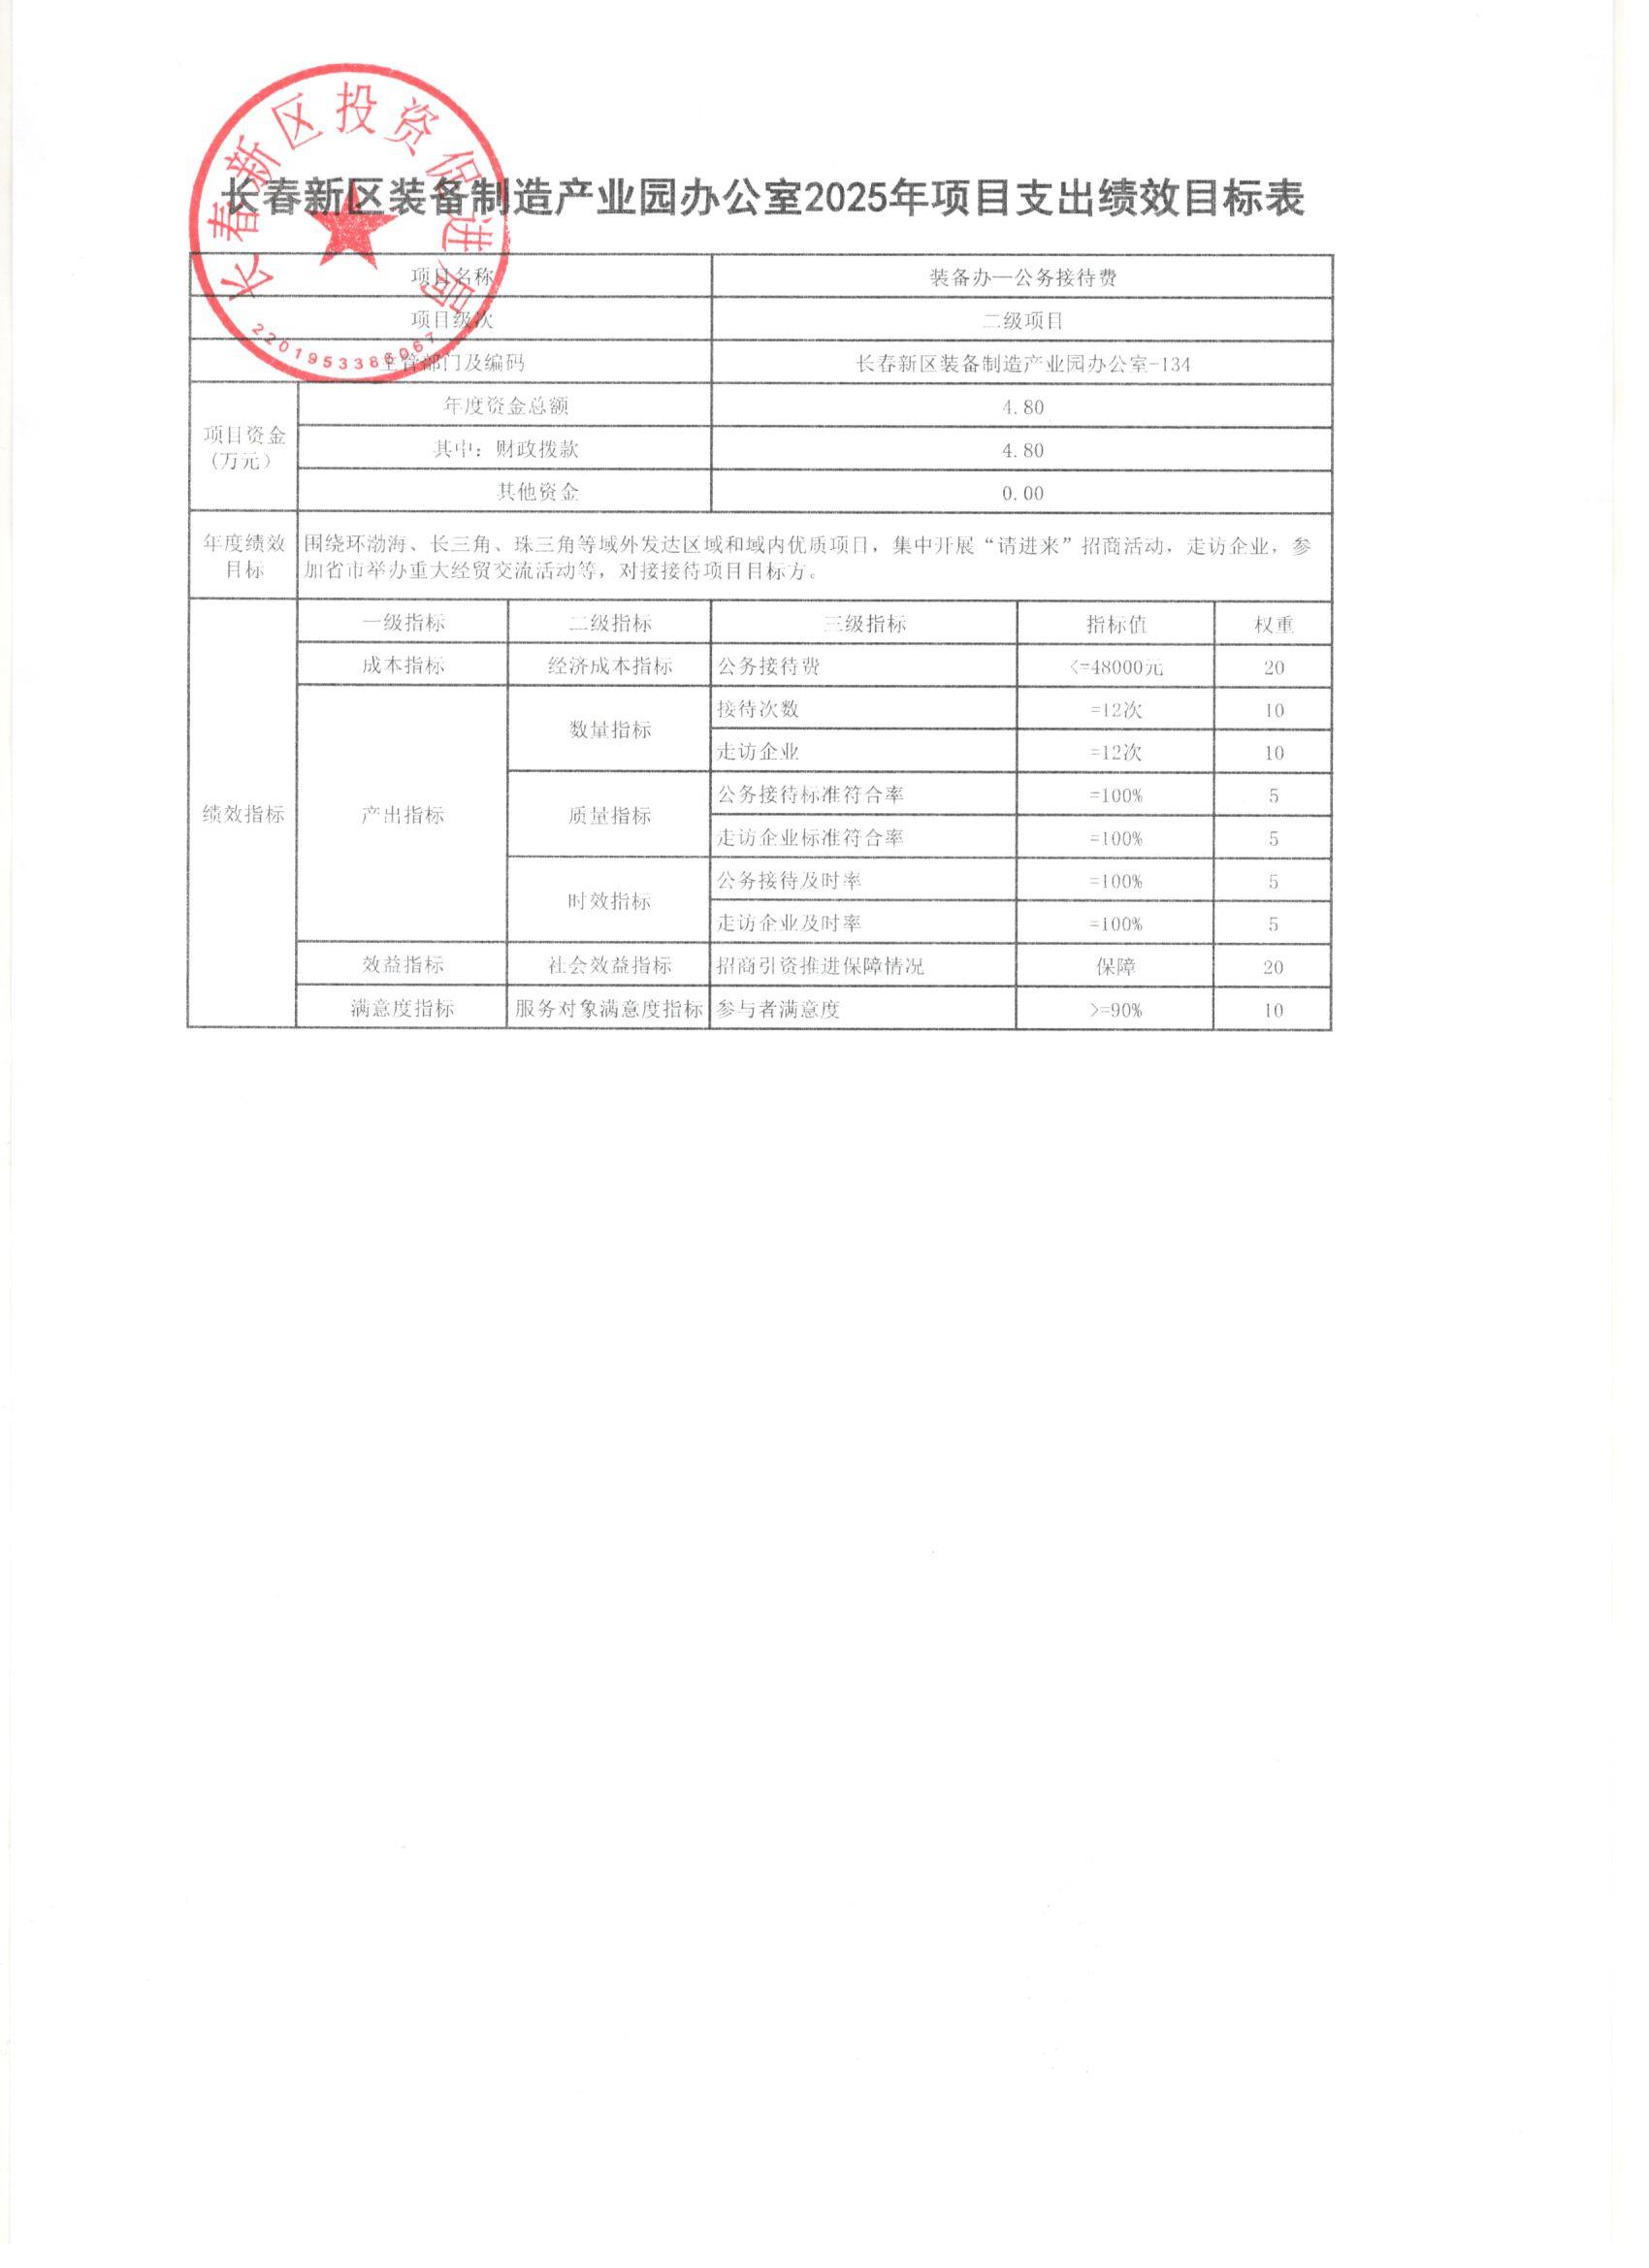 长春新区投资促进局
长春新区装备制造产业园办公室2025年项目支出绩效目标表
项目名称 装备办—公务接待费
项目级次 二级项目
主管部门及编码 长春新区装备制造产业园办公室-134
项目资金
(万元)
年度资金总额 4.80
其中：财政拨款 4.80
其他资金 0.00
年度绩效
目标
围绕环渤海、长三角、珠三角等域外发达区域和域内优质项目，集中开展“请进来”招商活动，走访企业，参
加省市举办重大经贸交流活动等，对接接待项目目标方。
绩效指标
一级指标 二级指标 三级指标 指标值 权重
成本指标 经济成本指标 公务接待费 <=48000元 20
产出指标
数量指标
接待次数 =12次 10
走访企业 =12次 10
质量指标
公务接待标准符合率 =100% 5
走访企业标准符合率 =100% 5
时效指标
公务接待及时率 =100% 5
走访企业及时率 =100% 5
效益指标 社会效益指标 招商引资推进保障情况 保障 20
满意度指标 服务对象满意度指标 参与者满意度 >=90% 10